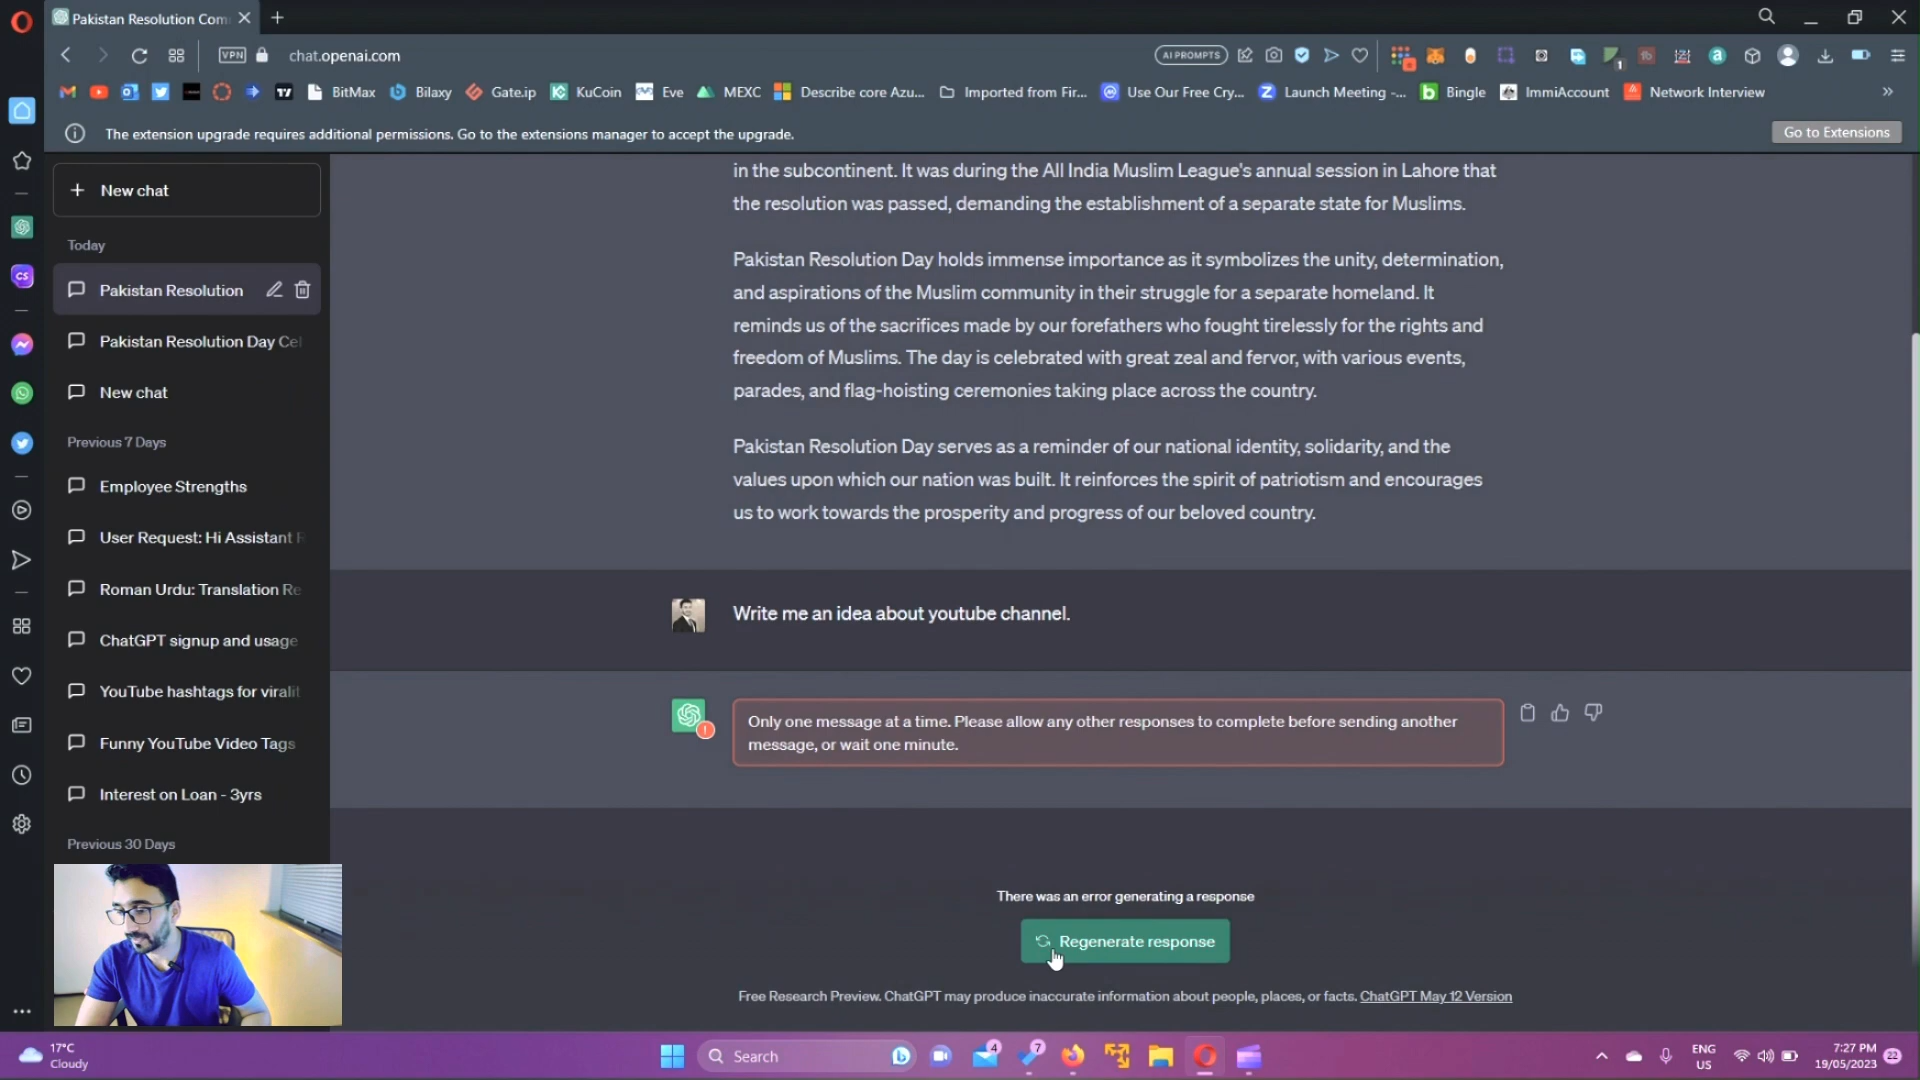 Pakistan Resolution Com
chat.openai.com
VPN
AI PROMPTS
1
BitMax
Bilaxy
Gate.ip
KuCoin
Eve
MEXC
Describe core Azu...
Imported from Fir...
Use Our Free Cry...
Launch Meeting -...
Bingle
ImmiAccount
Network Interview
The extension upgrade requires additional permissions. Go to the extensions manager to accept the upgrade.
Go to Extensions
New chat
Today
Pakistan Resolution
Pakistan Resolution Day Cel
New chat
Previous 7 Days
Employee Strengths
User Request: Hi Assistant R
Roman Urdu: Translation Re
ChatGPT signup and usage
YouTube hashtags for viralit
Funny YouTube Video Tags
Interest on Loan - 3yrs
Previous 30 Days
in the subcontinent. It was during the All India Muslim League's annual session in Lahore that
the resolution was passed, demanding the establishment of a separate state for Muslims.
Pakistan Resolution Day holds immense importance as it symbolizes the unity, determination,
and aspirations of the Muslim community in their struggle for a separate homeland. It
reminds us of the sacrifices made by our forefathers who fought tirelessly for the rights and
freedom of Muslims. The day is celebrated with great zeal and fervor, with various events,
parades, and flag-hoisting ceremonies taking place across the country.
Pakistan Resolution Day serves as a reminder of our national identity, solidarity, and the
values upon which our nation was built. It reinforces the spirit of patriotism and encourages
us to work towards the prosperity and progress of our beloved country.
Write me an idea about youtube channel.
Only one message at a time. Please allow any other responses to complete before sending another
message, or wait one minute.
There was an error generating a response
Regenerate response
Free Research Preview. ChatGPT may produce inaccurate information about people, places, or facts. ChatGPT May 12 Version
17°C
Cloudy
Search
4
7
ENG
US
7:27 PM
19/05/2023
22